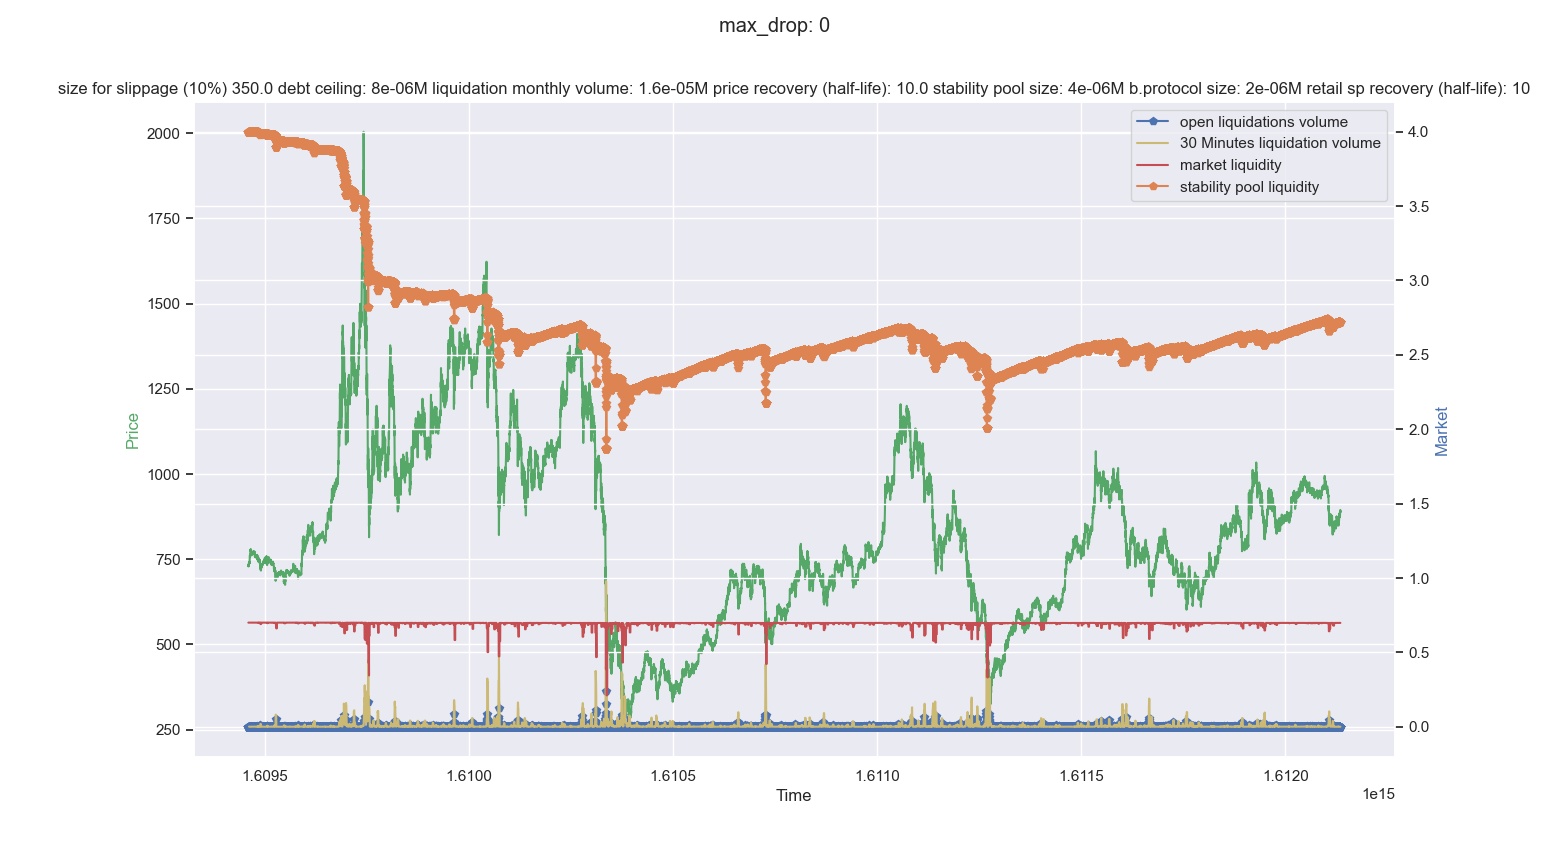 max_drop: 0
size for slippage (10%) 350.0 debt ceiling: 8e-06M liquidation monthly volume: 1.6e-05M price recovery (half-life): 10.0 stability pool size: 4e-06M b.protocol size: 2e-06M retail sp recovery (half-life): 10
open liquidations volume
30 Minutes liquidation volume
market liquidity
stability pool liquidity
2000
1750
1500
1250
1000
750
500
250
Price
4.0
3.5
3.0
2.5
2.0
1.5
1.0
0.5
0.0
Market
1.6095
1.6100
1.6105
1.6110
1.6115
1.6120
Time
1e15